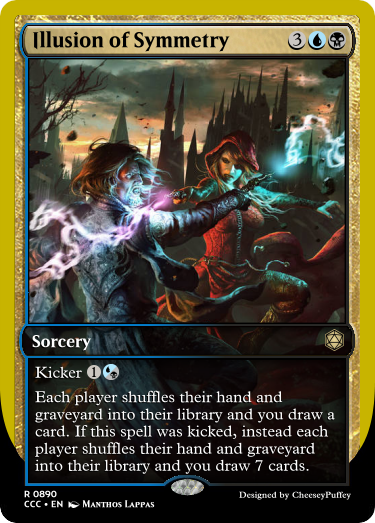 Illusion of Symmetry 3
Sorcery
Kicker 1
Each player shuffles their hand and
graveyard into their library and you draw a
card. If this spell was kicked, instead each
player shuffles their hand and graveyard
into their library and you draw 7 cards.
R 0890
CCC • EN Manthos Lappas
Designed by CheeseyPuffey